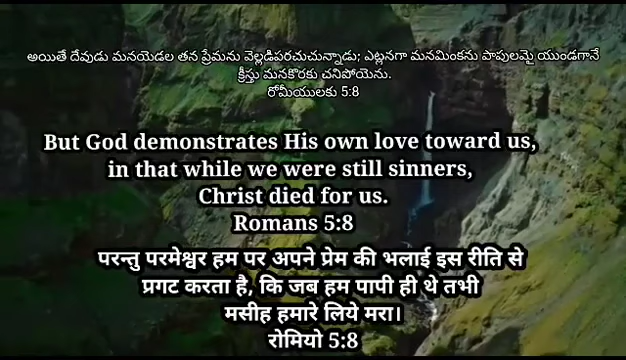 అయితే దేవుడు మనయెడల తన ప్రేమను వెల్లడిపరచుచున్నాడు; ఎట్లనగా మనమింకను పాపులమై యుండగానే
క్రీస్తు మనకొరకు చనిపోయెను.
రోమీయులకు 5:8
But God demonstrates His own love toward us,
in that while we were still sinners,
Christ died for us.
Romans 5:8
परन्तु परमेश्वर हम पर अपने प्रेम की भलाई इस रीति से
प्रगट करता है, कि जब हम पापी ही थे तभी
मसीह हमारे लिये मरा।
रोमियो 5:8